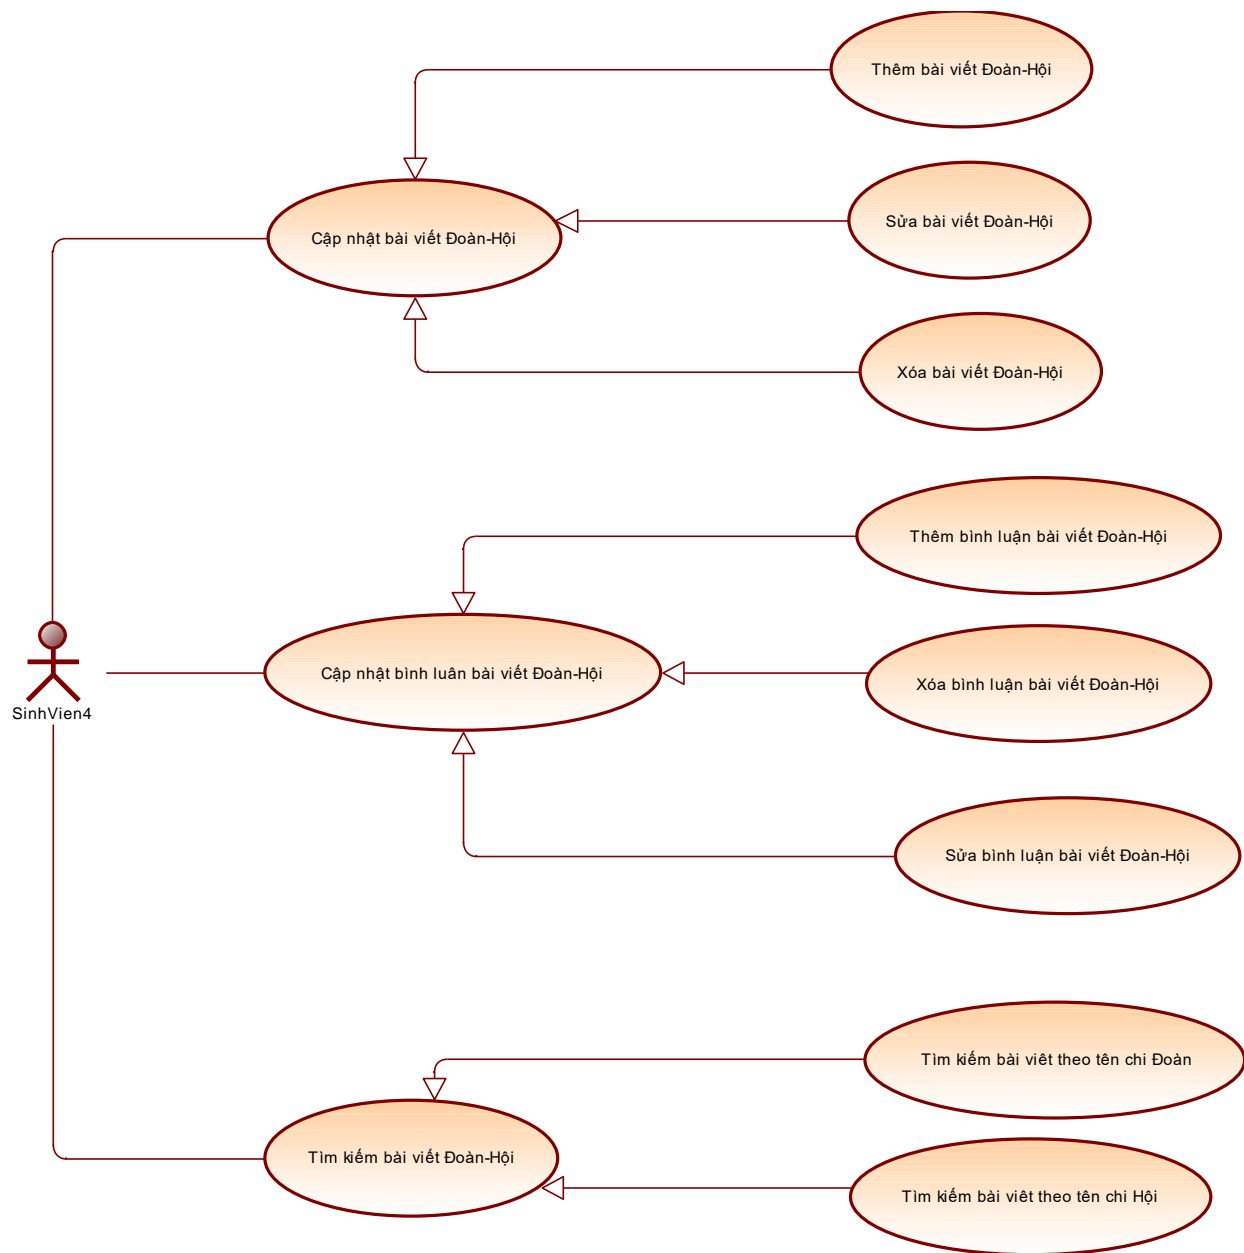 Thêm bài viết Đoàn-Hội
Cập nhật bài viết Đoàn-Hội
Sửa bài viết Đoàn-Hội
Xóa bài viết Đoàn-Hội
Thêm bình luận bài viết Đoàn-Hội
Cập nhật bình luân bài viết Đoàn-Hội
Xóa bình luận bài viết Đoàn-Hội
SinhVien4
Sửa bình luận bài viết Đoàn-Hội
Tìm kiếm bài viêt theo tên chi Đoàn
Tìm kiếm bài viết Đoàn-Hội
Tìm kiếm bài viêt theo tên chi Hội